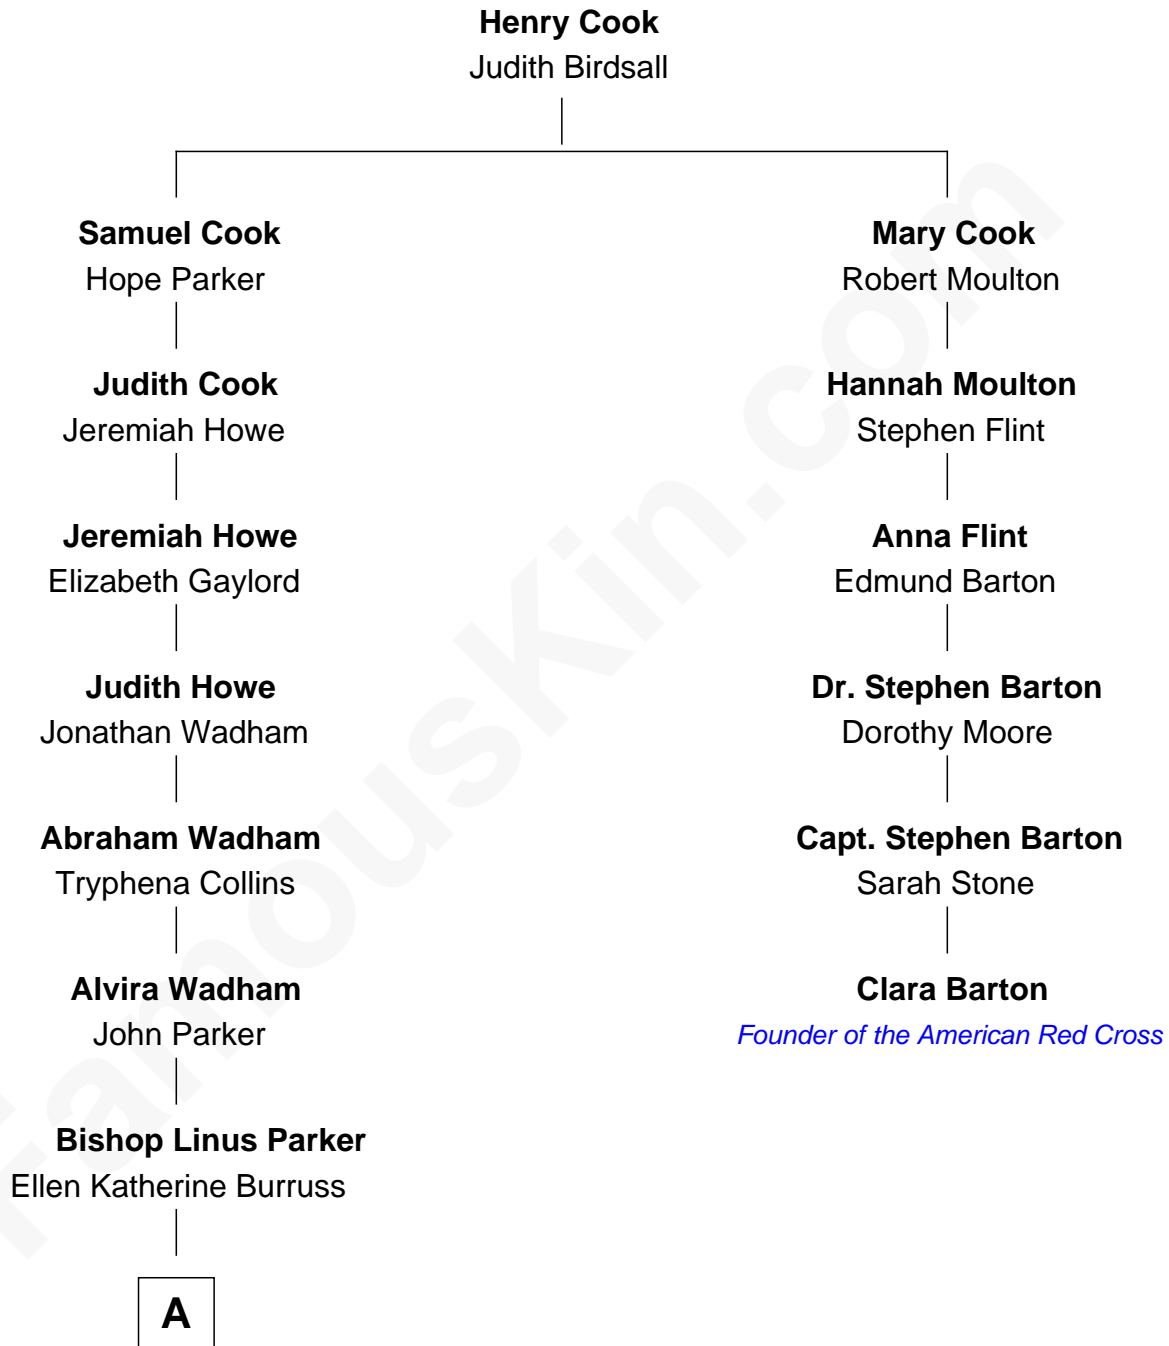 Henry Cook
Judith Birdsall
Samuel Cook
Hope Parker
Judith Cook
Jeremiah Howe
Jeremiah Howe
Elizabeth Gaylord
Judith Howe
Jonathan Wadham
Abraham Wadham
Tryphena Collins
Alvira Wadham
John Parker
Bishop Linus Parker
Ellen Katherine Burruss
A
Mary Cook
Robert Moulton
Hannah Moulton
Stephen Flint
Anna Flint
Edmund Barton
Dr. Stephen Barton
Dorothy Moore
Capt. Stephen Barton
Sarah Stone
Clara Barton
Founder of the American Red Cross
FamousKin.com